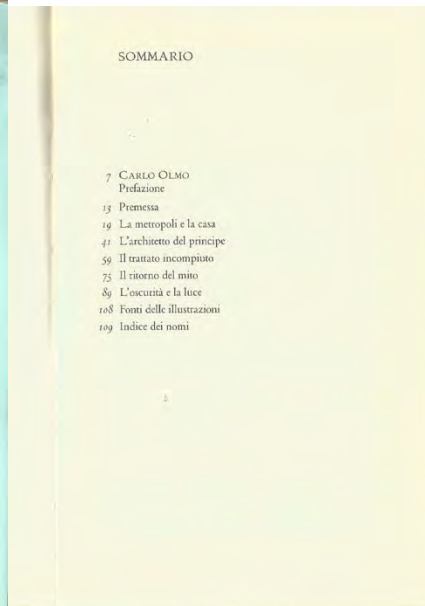 SOMMARIO
7 CARLO OLMO
Prefazione
13 Premessa
19 La metropoli e la casa
41 L'architetto del principe
59 Il trattato incompiuto
75 Il ritorno del mito
89 L'oscurità e la luce
108 Fonti delle illustrazioni
109 Indice dei nomi